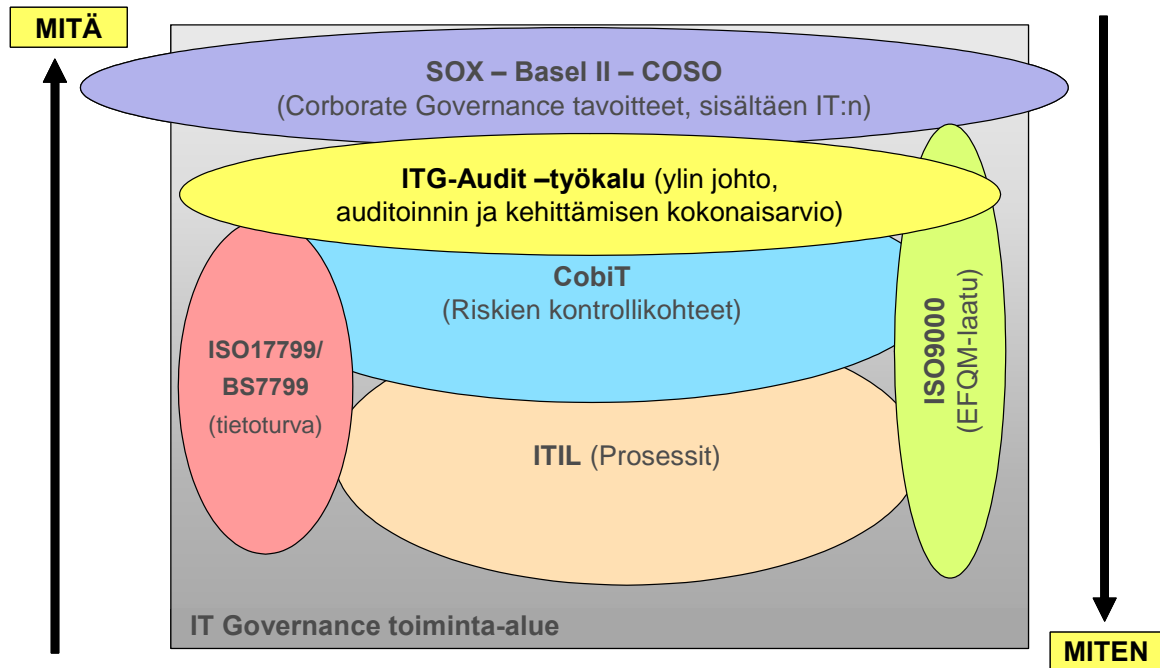 MITÄ
SOX – Basel II – COSO
(Corborate Governance tavoitteet, sisältäen IT:n)
ITG-Audit –työkalu (ylin johto,
auditoinnin ja kehittämisen kokonaisarvio)
CobiT
(Riskien kontrollikohteet)
ISO17799/
BS7799
(tietoturva)
ISO9000
(EFQM-laatu)
ITIL (Prosessit)
IT Governance toiminta-alue
MITEN